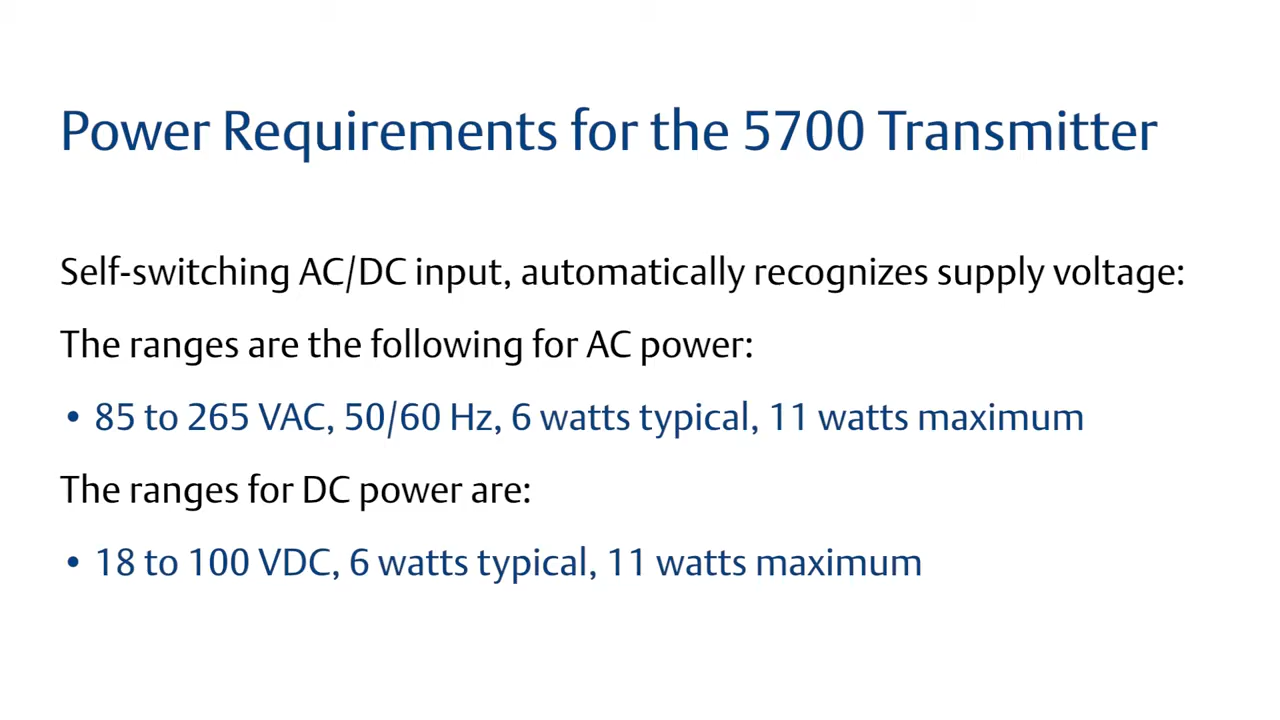 Power Requirements for the 5700 Transmitter
Self-switching AC/DC input, automatically recognizes supply voltage:
The ranges are the following for AC power:
• 85 to 265 VAC, 50/60 Hz, 6 watts typical, 11 watts maximum
The ranges for DC power are:
• 18 to 100 VDC, 6 watts typical, 11 watts maximum